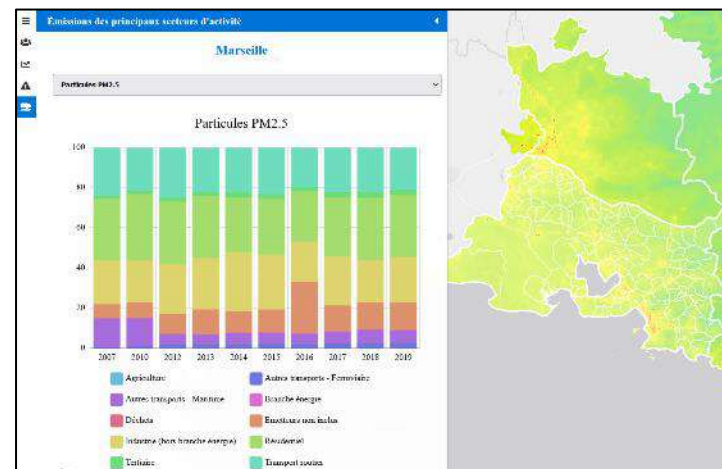 Émissions des principaux secteurs d'activité
Marseille
Particules PM2.5
Particules PM2.5
100
80
60
40
20
0
2007 2010 2012 2013 2014 2015 2016 2017 2018 2019
Agriculture Autres transports - Ferroviaire
Autres transports - Maritime Branche énergie
Déchets Emetteurs non inclus
Industrie (hors branche énergie) Résidentiel
Tertiaire Transport routier